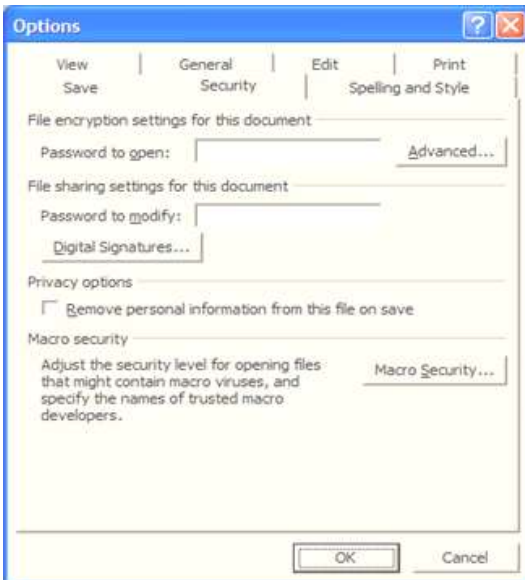 Options
View General Edit Print
Save Security Spelling and Style
File encryption settings for this document
Password to open: Advanced...
File sharing settings for this document
Password to modify:
Digital Signatures...
Privacy options
Remove personal information from this file on save
Macro security
Adjust the security level for opening files
that might contain macro viruses, and
specify the names of trusted macro
developers.
Macro Security...
OK Cancel